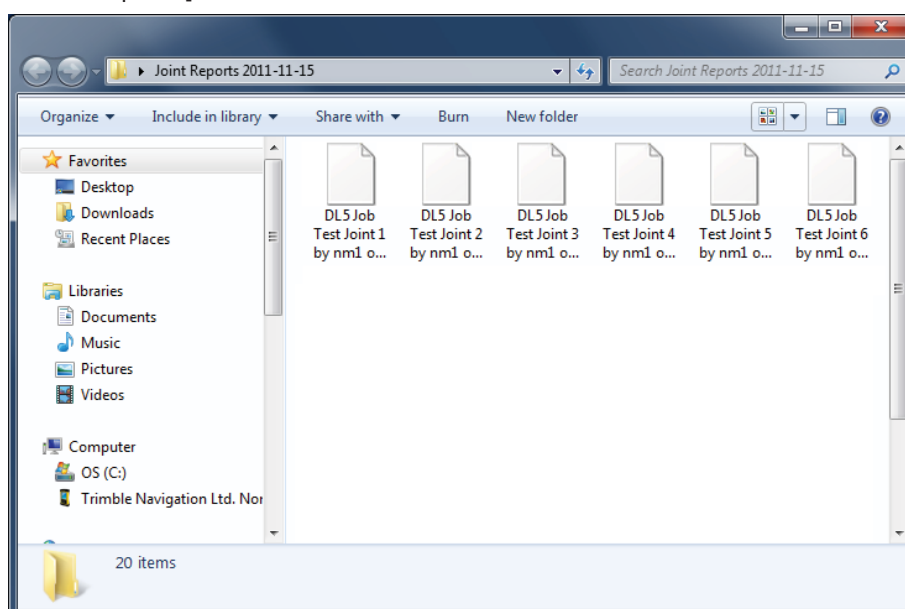 Joint Reports 2011-11-15
Search Joint Reports 2011-11-15
Organize
Include in library
Share with
Burn
New folder
Favorites
Desktop
Downloads
Recent Places
Libraries
Documents
Music
Pictures
Videos
Computer
OS (C:)
Trimble Navigation Ltd. Nor
DL5 Job
Test Joint 1
by nm1 o...
DL5 Job
Test Joint 2
by nm1 o...
DL5 Job
Test Joint 3
by nm1 o...
DL5 Job
Test Joint 4
by nm1 o...
DL5 Job
Test Joint 5
by nm1 o...
DL5 Job
Test Joint 6
by nm1 o...
20 items